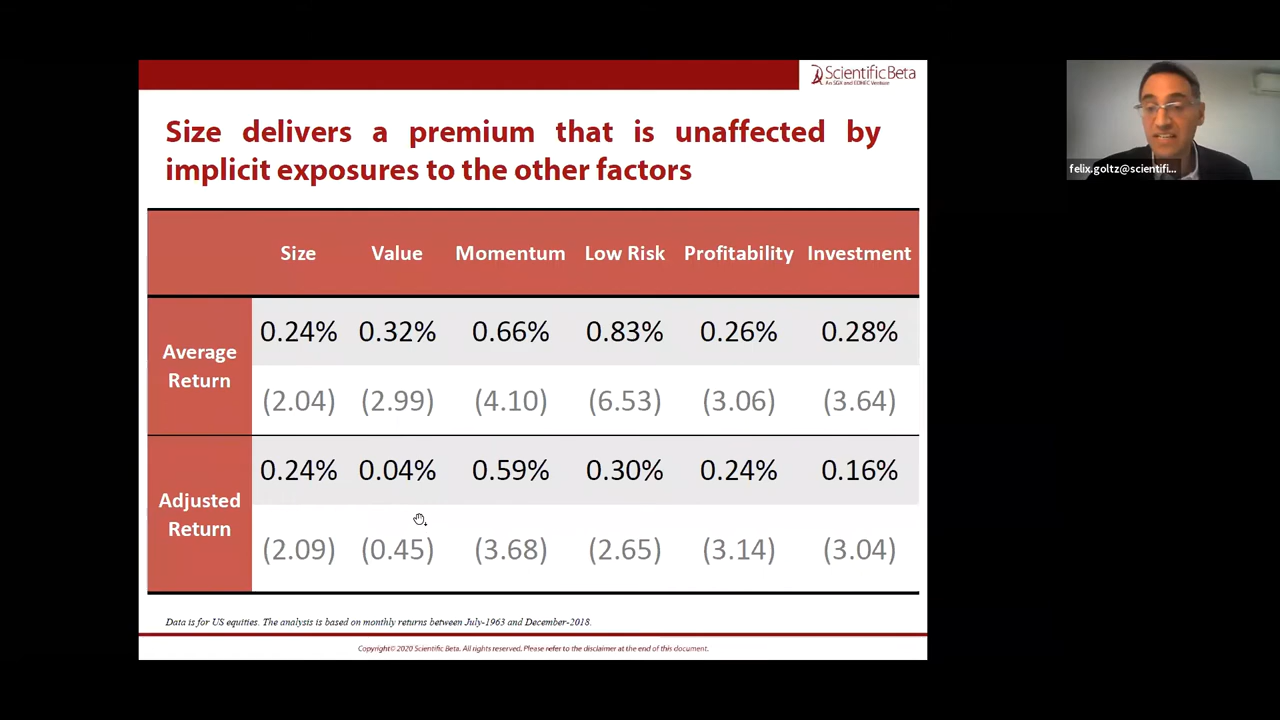 ScientificBeta
An SGX and EDHEC Venture
felix.goltz@scientifi...
Size delivers a premium that is unaffected by
implicit exposures to the other factors
Size Value Momentum Low Risk Profitability Investment
Average Return
0.24% 0.32% 0.66% 0.83% 0.26% 0.28%
(2.04) (2.99) (4.10) (6.53) (3.06) (3.64)
Adjusted Return
0.24% 0.04% 0.59% 0.30% 0.24% 0.16%
(2.09) (0.45) (3.68) (2.65) (3.14) (3.04)
Data is for US equities. The analysis is based on monthly returns between July-1963 and December-2018.
Copyright© 2020 Scientific Beta. All rights reserved. Please refer to the disclaimer at the end of this document.